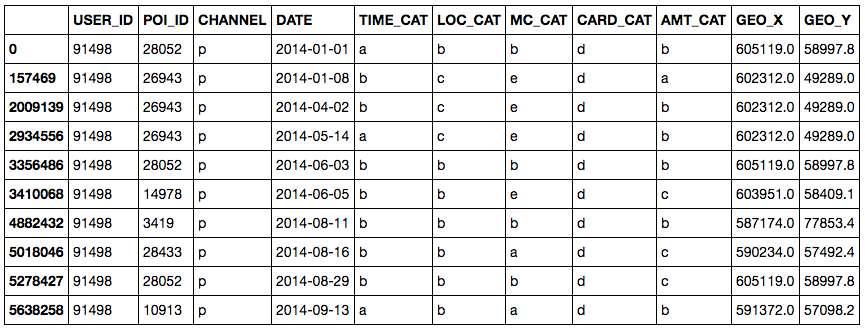 USER_ID POI_ID CHANNEL DATE TIME_CAT LOC_CAT MC_CAT CARD_CAT AMT_CAT GEO_X GEO_Y
0 91498 28052 p 2014-01-01 a b b d b 605119.0 58997.8
157469 91498 26943 p 2014-01-08 b c e d a 602312.0 49289.0
2009139 91498 26943 p 2014-04-02 b c e d b 602312.0 49289.0
2934556 91498 26943 p 2014-05-14 a c e d b 602312.0 49289.0
3356486 91498 28052 p 2014-06-03 b b b d b 605119.0 58997.8
3410068 91498 14978 p 2014-06-05 b b e d c 603951.0 58409.1
4882432 91498 3419 p 2014-08-11 b b b d b 587174.0 77853.4
5018046 91498 28433 p 2014-08-16 b b a d c 590234.0 57492.4
5278427 91498 28052 p 2014-08-29 b b b d c 605119.0 58997.8
5638258 91498 10913 p 2014-09-13 a b a d b 591372.0 57098.2